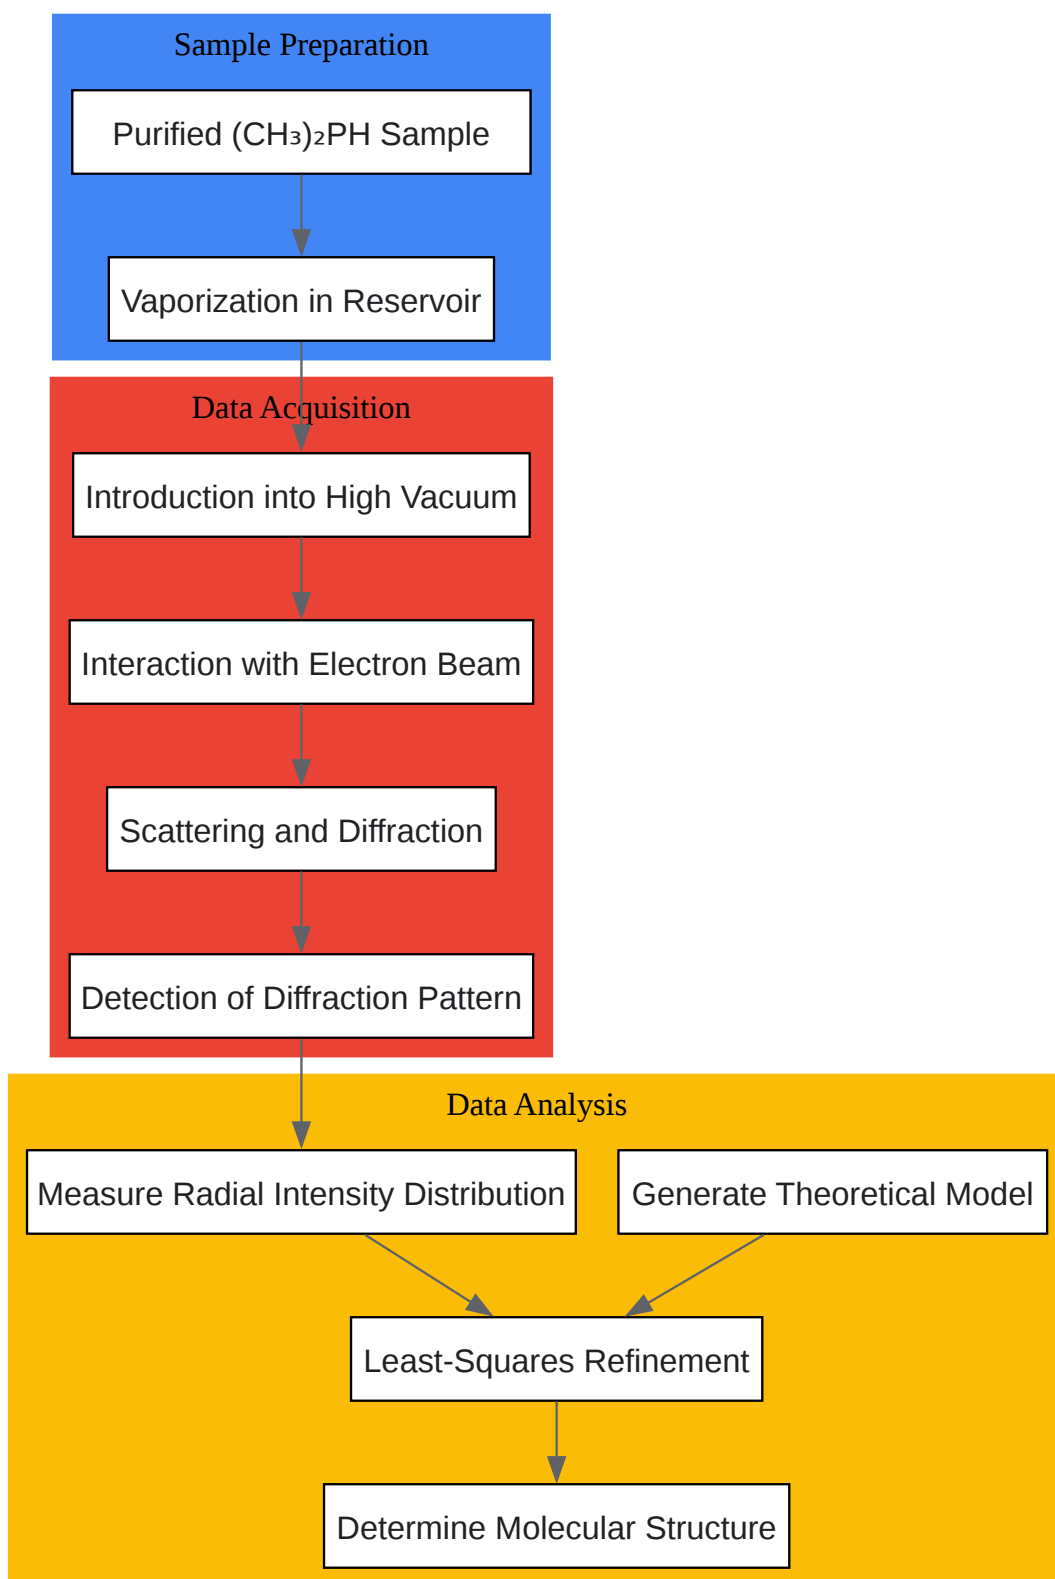 Sample Preparation
Purified (CH₃)₂PH Sample
Vaporization in Reservoir
Data Acquisition
Introduction into High Vacuum
Interaction with Electron Beam
Scattering and Diffraction
Detection of Diffraction Pattern
Data Analysis
Measure Radial Intensity Distribution
Generate Theoretical Model
Least-Squares Refinement
Determine Molecular Structure